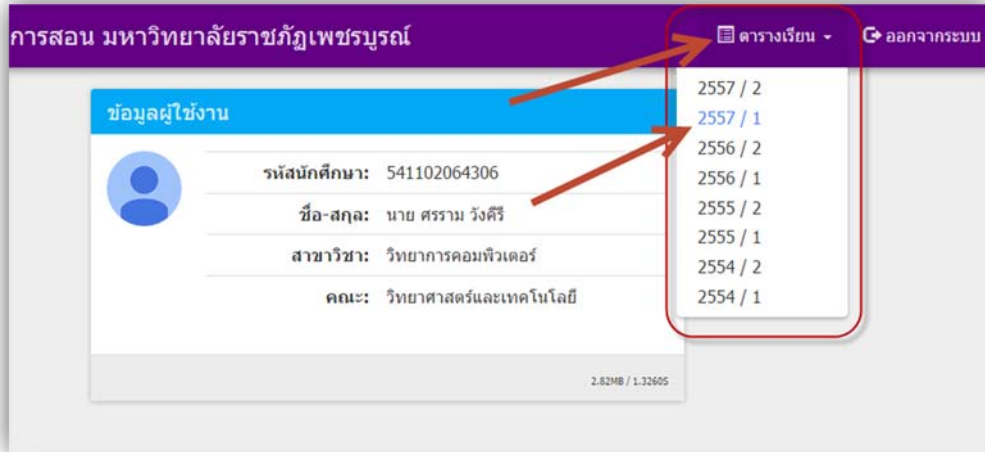 การสอน มหาวิทยาลัยราชภัฏเพชรบูรณ์
ตารางเรียน
ออกจากระบบ
ข้อมูลผู้ใช้งาน
รหัสนักศึกษา: 541102064306
ชื่อ-สกุล: นาย ศรราม วังคีรี
สาขาวิชา: วิทยาการคอมพิวเตอร์
คณะ: วิทยาศาสตร์และเทคโนโลยี
2.82MB / 1.3260S
2557 / 2
2557 / 1
2556 / 2
2556 / 1
2555 / 2
2555 / 1
2554 / 2
2554 / 1